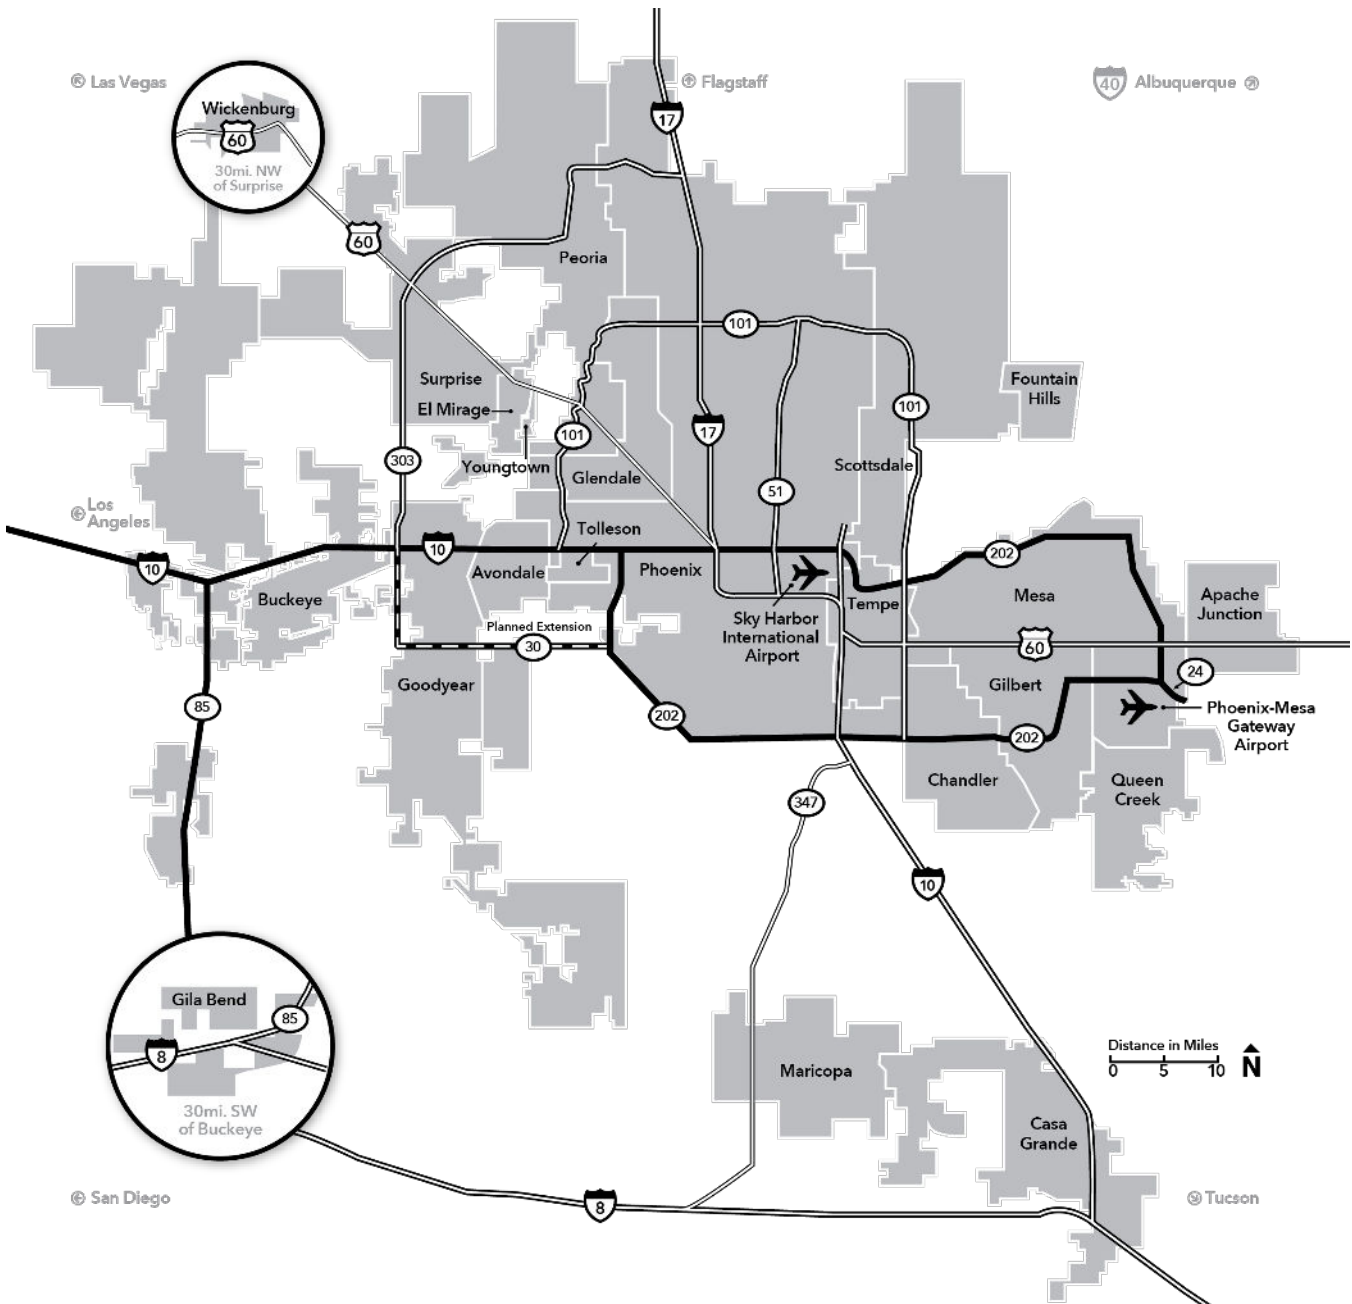 Las Vegas
Flagstaff
40
Albuquerque
Wickenburg
60
30mi. NW
of Surprise
17
60
Peoria
101
Surprise
El Mirage
Fountain
Hills
101
17
101
303
Youngtown
Glendale
Scottsdale
51
Los
Angeles
Tolleson
10
10
202
Avondale
Phoenix
Buckeye
Sky Harbor
International
Airport
Tempe
Mesa
Apache
Junction
Planned Extension
30
60
24
Goodyear
Gilbert
85
202
202
Phoenix-Mesa
Gateway
Airport
Chandler
Queen
Creek
347
10
Gila Bend
85
8
30mi. SW
of Buckeye
Maricopa
Distance in Miles
0 5 10
N
Casa
Grande
San Diego
8
Tucson